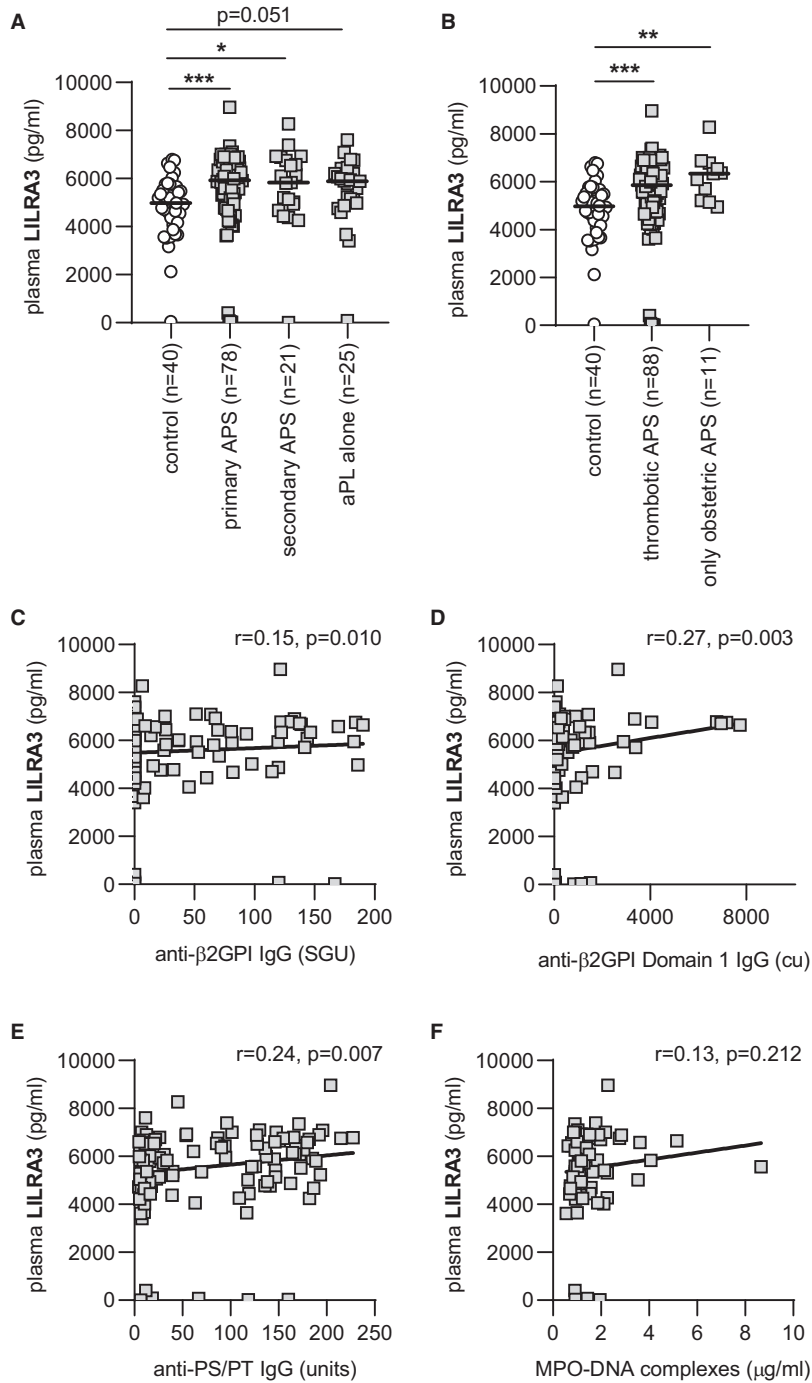 A
p=0.051
*
***
10000
8000
6000
4000
2000
0
plasma LILRA3 (pg/ml)
control (n=40)
primary APS (n=78)
secondary APS (n=21)
aPL alone (n=25)
B
**
***
10000
8000
6000
4000
2000
0
plasma LILRA3 (pg/ml)
control (n=40)
thrombotic APS (n=88)
only obstetric APS (n=11)
C
r=0.15, p=0.010
10000
8000
6000
4000
2000
0
plasma LILRA3 (pg/ml)
0 50 100 150 200
anti-β2GPI IgG (SGU)
D
r=0.27, p=0.003
10000
8000
6000
4000
2000
0
plasma LILRA3 (pg/ml)
0 4000 8000
anti-β2GPI Domain 1 IgG (cu)
E
r=0.24, p=0.007
10000
8000
6000
4000
2000
0
plasma LILRA3 (pg/ml)
0 50 100 150 200 250
anti-PS/PT IgG (units)
F
r=0.13, p=0.212
10000
8000
6000
4000
2000
0
plasma LILRA3 (pg/ml)
0 2 4 6 8 10
MPO-DNA complexes (μg/ml)